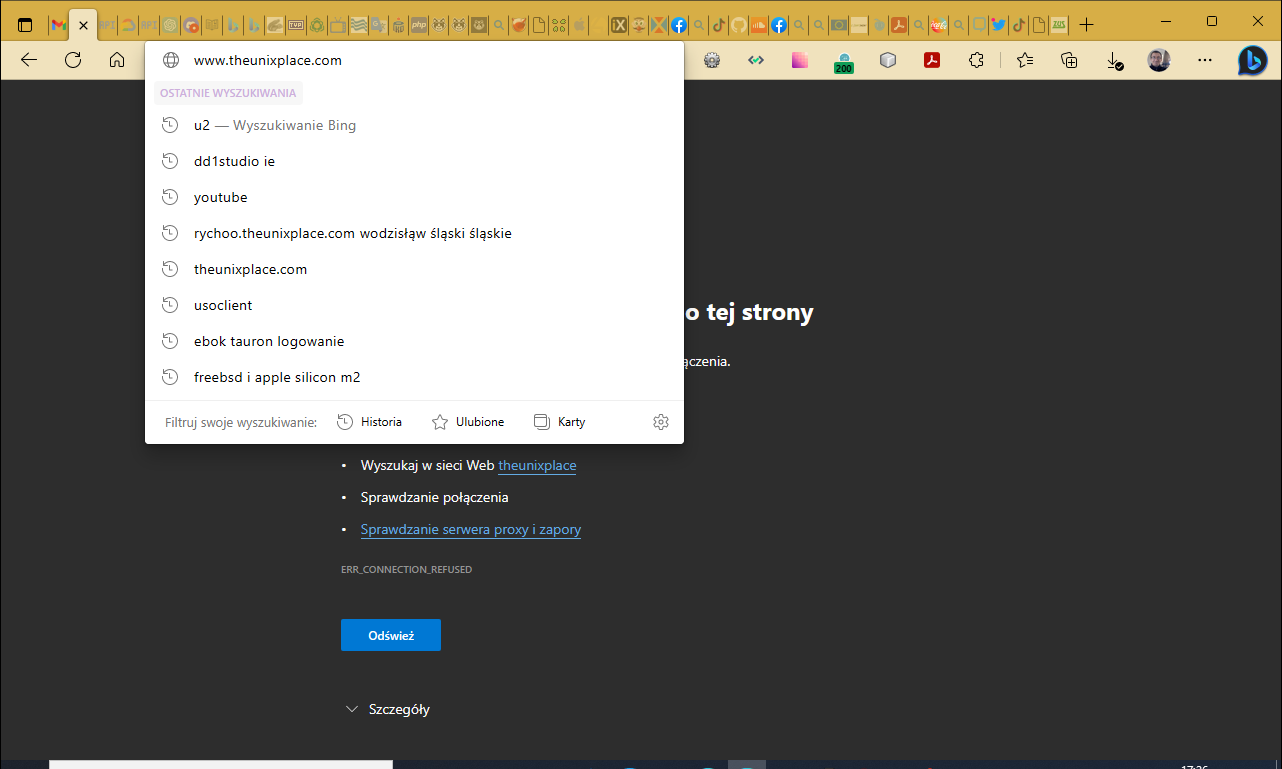 www.theunixplace.com
200
OSTATNIE WYSZUKIWANIA
u2 — Wyszukiwanie Bing
dd1studio ie
youtube
rychoo.theunixplace.com wodzisłąw śląski śląskie
theunixplace.com
usoclient
ebok tauron logowanie
freebsd i apple silicon m2
Filtruj swoje wyszukiwanie: Historia Ulubione Karty
o tej strony
ączenia.
Wyszukaj w sieci Web theunixplace
Sprawdzanie połączenia
Sprawdzanie serwera proxy i zapory
ERR_CONNECTION_REFUSED
Odśwież
Szczegóły